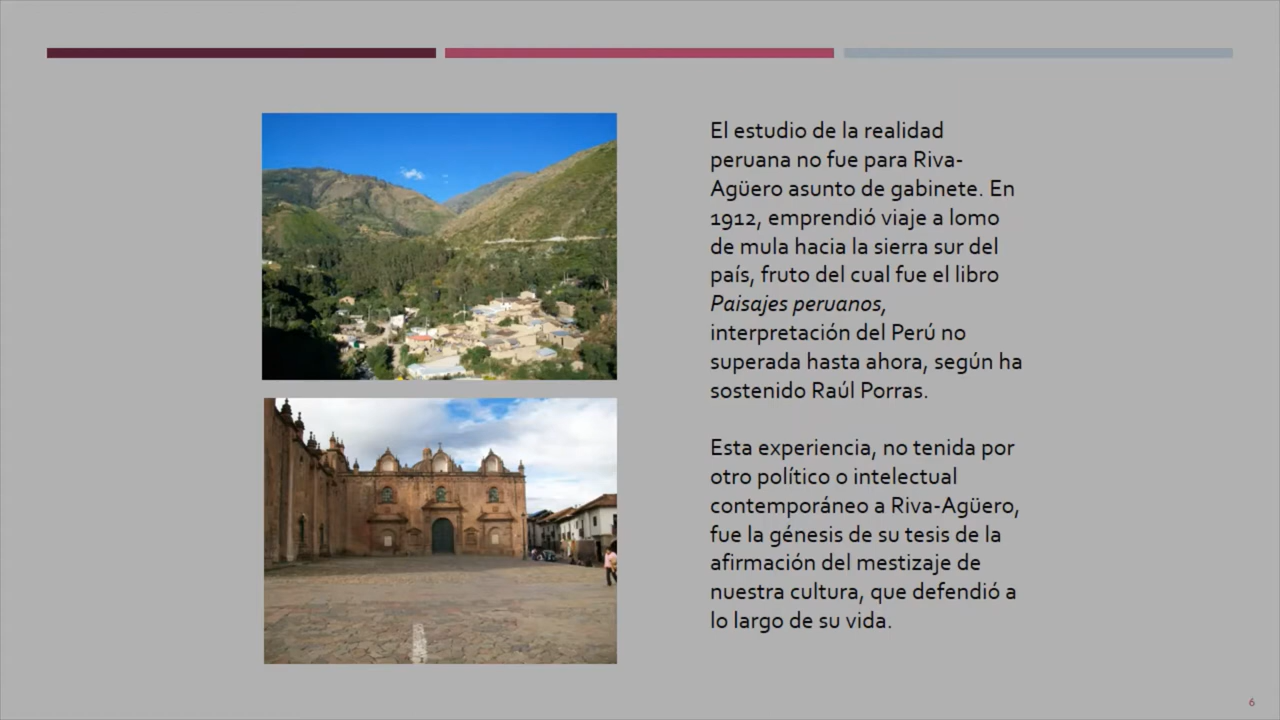 El estudio de la realidad
peruana no fue para Riva-
Agüero asunto de gabinete. En
1912, emprendió viaje a lomo
de mula hacia la sierra sur del
país, fruto del cual fue el libro
Paisajes peruanos,
interpretación del Perú no
superada hasta ahora, según ha
sostenido Raúl Porras.
Esta experiencia, no tenida por
otro político o intelectual
contemporáneo a Riva-Agüero,
fue la génesis de su tesis de la
afirmación del mestizaje de
nuestra cultura, que defendió a
lo largo de su vida.
6